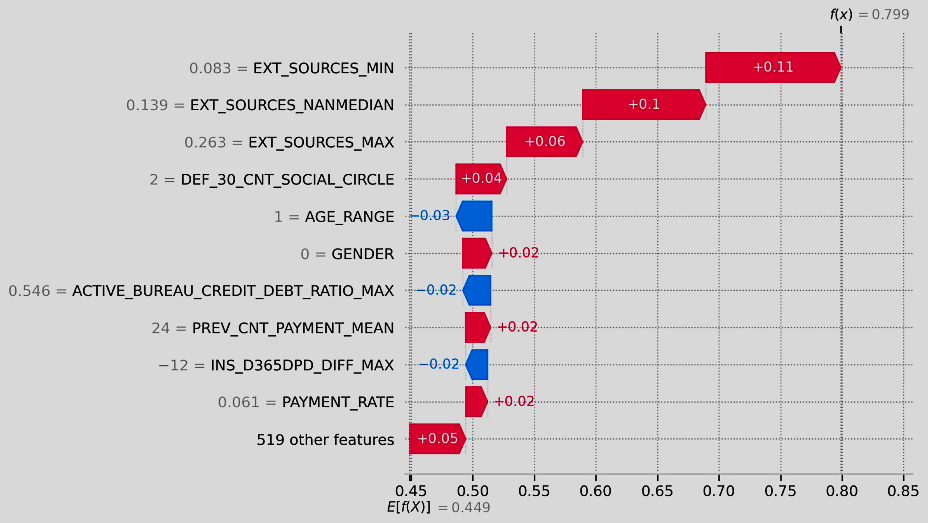 f(x) = 0.799
0.083 = EXT_SOURCES_MIN +0.11
0.139 = EXT_SOURCES_NANMEDIAN +0.1
0.263 = EXT_SOURCES_MAX +0.06
2 = DEF_30_CNT_SOCIAL_CIRCLE +0.04
1 = AGE_RANGE −0.03
0 = GENDER +0.02
0.546 = ACTIVE_BUREAU_CREDIT_DEBT_RATIO_MAX −0.02
24 = PREV_CNT_PAYMENT_MEAN +0.02
−12 = INS_D365DPD_DIFF_MAX −0.02
0.061 = PAYMENT_RATE +0.02
519 other features +0.05
0.45 0.50 0.55 0.60 0.65 0.70 0.75 0.80 0.85
E[f(X)] = 0.449